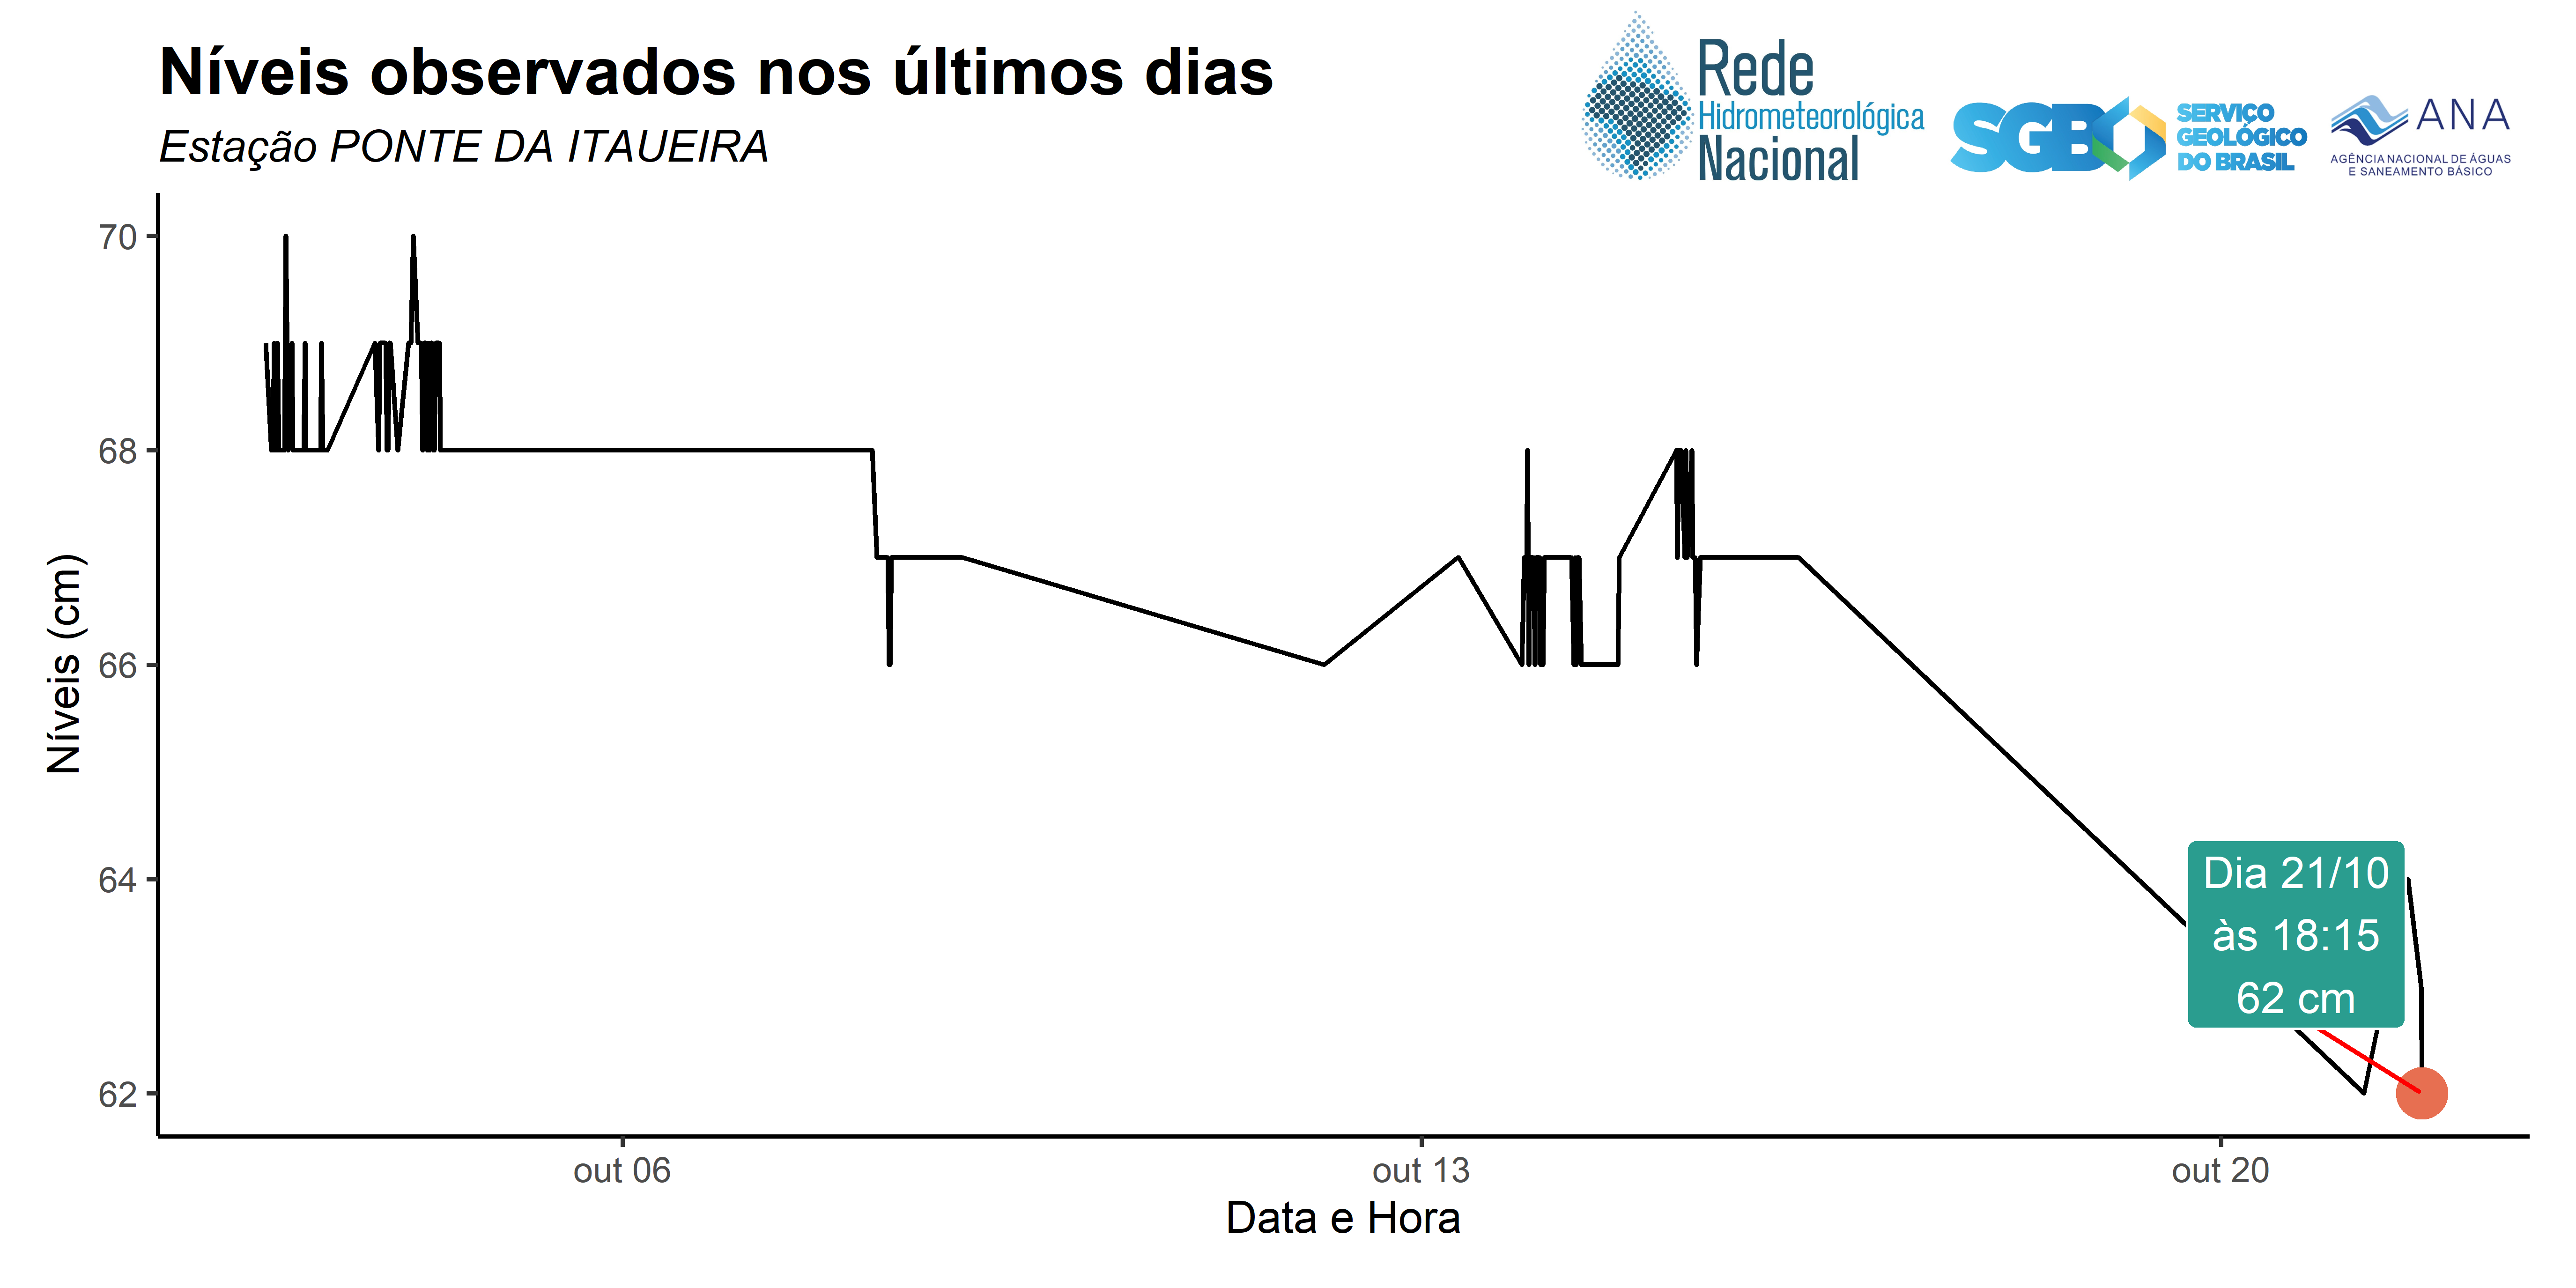 Níveis observados nos últimos dias
Estação PONTE DA ITAUEIRA
Rede
Hidrometeorológica
Nacional
SGB
SERVIÇO
GEOLÓGICO
DO BRASIL
ANA
AGÊNCIA NACIONAL DE ÁGUAS
E SANEAMENTO BÁSICO
Níveis (cm)
70
68
66
64
62
Dia 21/10
às 18:15
62 cm
out 06
out 13
out 20
Data e Hora